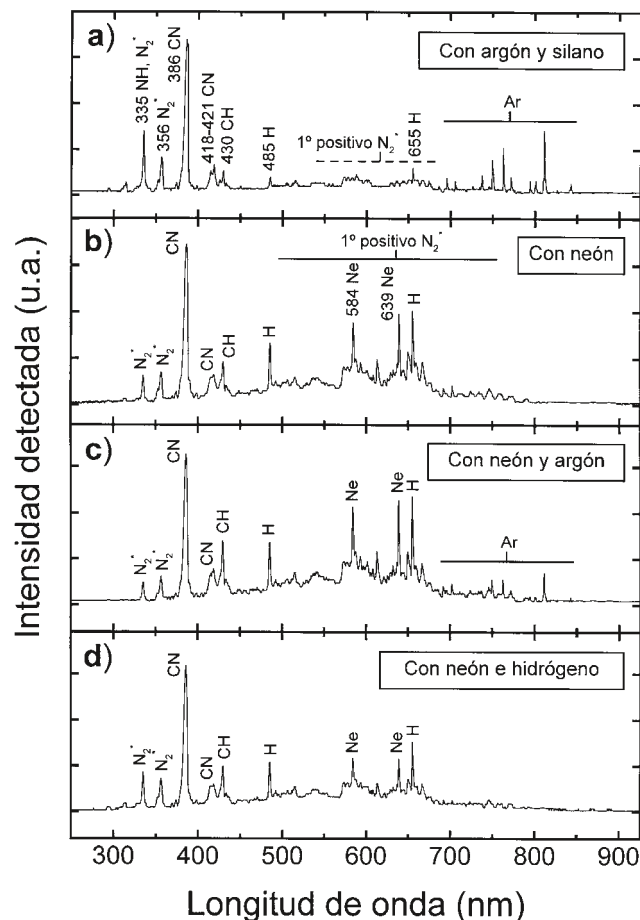 Intensidad detectada (u.a.)
a)
Con argón y silano
335 NH, N₂*
356 N₂*
386 CN
418-421 CN
430 CH
485 H
1º positivo N₂*
655 H
Ar
b)
Con neón
N₂*
N₂*
CN
CN
CH
H
1º positivo N₂*
584 Ne
639 Ne
H
c)
Con neón y argón
N₂*
N₂*
CN
CN
CH
H
Ne
Ne
H
Ar
d)
Con neón e hidrógeno
N₂*
N₂*
CN
CN
CH
H
Ne
Ne
H
300 400 500 600 700 800 900
Longitud de onda (nm)